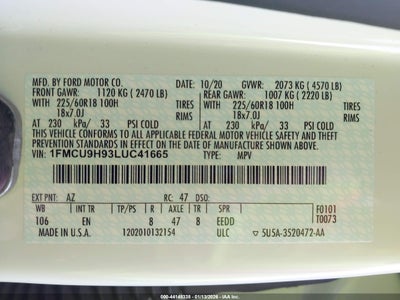 MFD. BY FORD MOTOR CO. 10/20 GVWR: 2073 KG (4570 LB)
FRONT GAWR: 1120 KG (2470 LB) REAR GAWR: 1007 KG (2220 LB)
WITH 225/60R18 100H TIRES WITH 225/60R18 100H TIRES
18x7.0J RIMS 18x7.0J RIMS
AT 230 kPa/ 33 PSI COLD AT 230 kPa/ 33 PSI COLD
THIS VEHICLE CONFORMS TO ALL APPLICABLE FEDERAL MOTOR VEHICLE SAFETY AND THEFT
PREVENTION STANDARDS IN EFFECT ON THE DATE OF MANUFACTURE SHOWN ABOVE.
VIN: 1FMCU9H93LUC41665 TYPE: MPV
EXT PNT: AZ RC: 47 DSO:
WB INT TR TP/PS R AXLE TR SPR F0101
106 EN 8 47 8 EEDD T0073
MADE IN U.S.A. 1202010132154 ULC 5U5A-3520472-AA
000-44148338 - 01/13/2026 - IAA